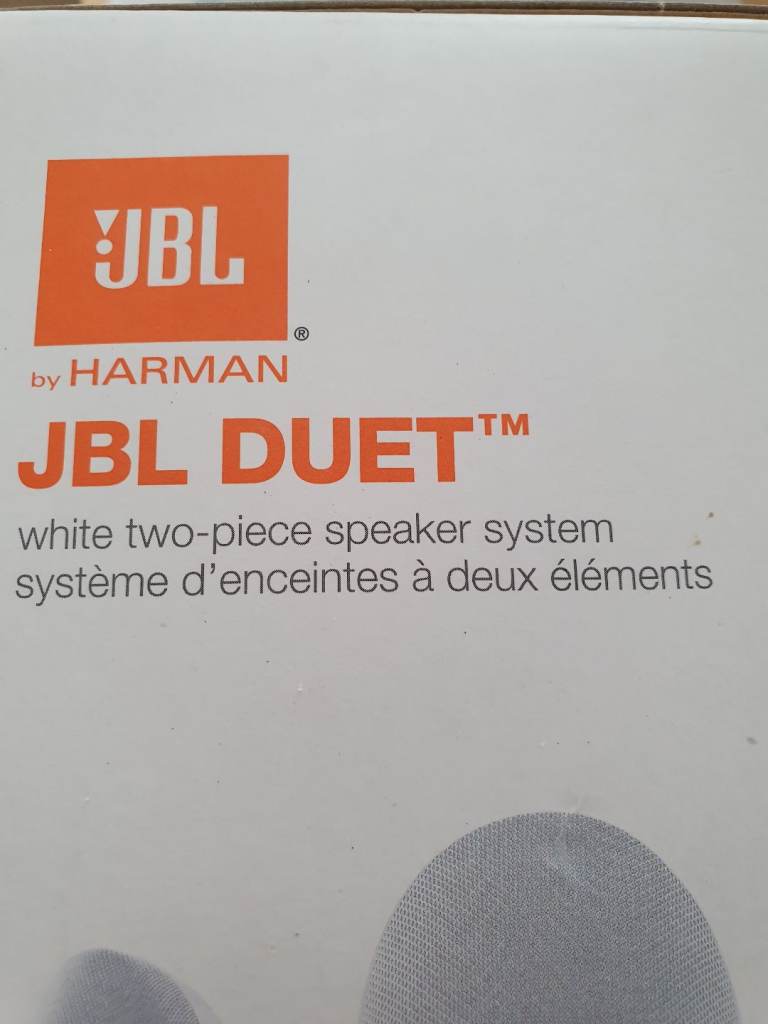 JBL
®
by HARMAN
JBL DUET™
white two-piece speaker system
système d'enceintes à deux éléments